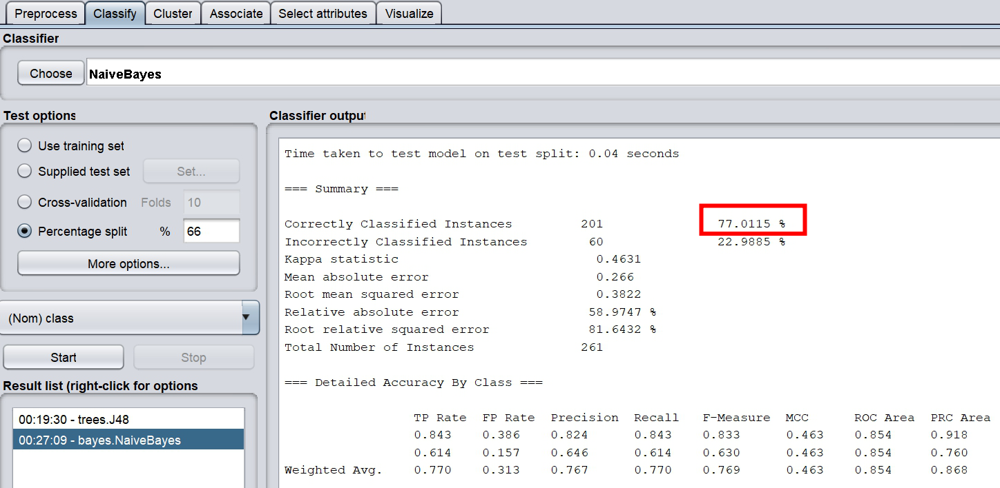 Preprocess Classify Cluster Associate Select attributes Visualize
Classifier
Choose NaiveBayes
Test options
Use training set
Supplied test set Set...
Cross-validation Folds 10
Percentage split % 66
More options...
(Nom) class
Start Stop
Result list (right-click for options
00:19:30 - trees.J48
00:27:09 - bayes.NaiveBayes
Classifier output
Time taken to test model on test split: 0.04 seconds
=== Summary ===
Correctly Classified Instances 201 77.0115 %
Incorrectly Classified Instances 60 22.9885 %
Kappa statistic 0.4631
Mean absolute error 0.266
Root mean squared error 0.3822
Relative absolute error 58.9747 %
Root relative squared error 81.6432 %
Total Number of Instances 261
=== Detailed Accuracy By Class ===
TP Rate FP Rate Precision Recall F-Measure MCC ROC Area PRC Area
0.843 0.386 0.824 0.843 0.833 0.463 0.854 0.918
0.614 0.157 0.646 0.614 0.630 0.463 0.854 0.760
Weighted Avg. 0.770 0.313 0.767 0.770 0.769 0.463 0.854 0.868